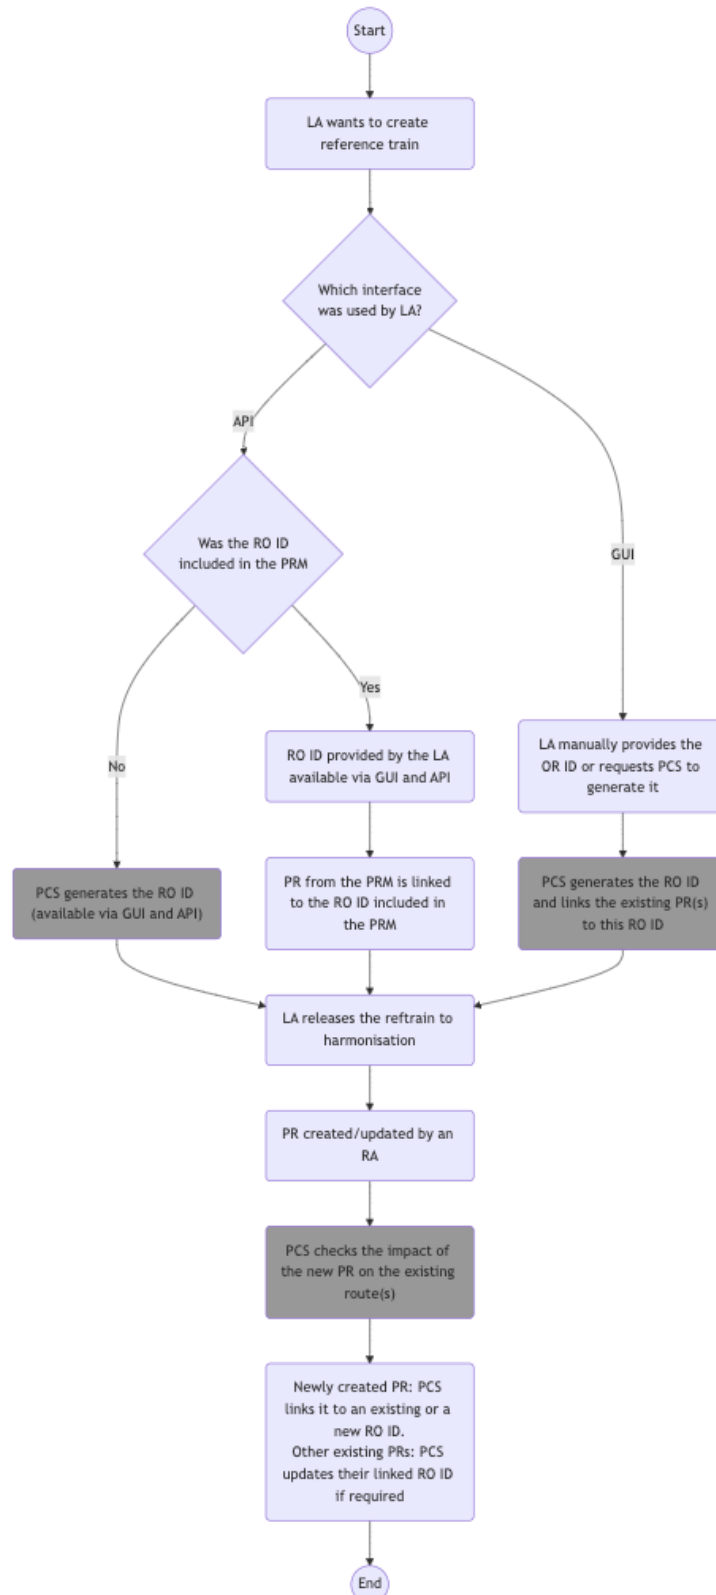 Start
LA wants to create
reference train
Which interface
was used by LA?
API
GUI
Was the RO ID
included in the PRM
Yes
No
RO ID provided by the LA
available via GUI and API
LA manually provides the
OR ID or requests PCS to
generate it
PCS generates the RO ID
(available via GUI and API)
PR from the PRM is linked
to the RO ID included in
the PRM
PCS generates the RO ID
and links the existing PR(s)
to this RO ID
LA releases the reftrain to
harmonisation
PR created/updated by an
RA
PCS checks the impact of
the new PR on the existing
route(s)
Newly created PR: PCS
links it to an existing or a
new RO ID.
Other existing PRs: PCS
updates their linked RO ID
if required
End